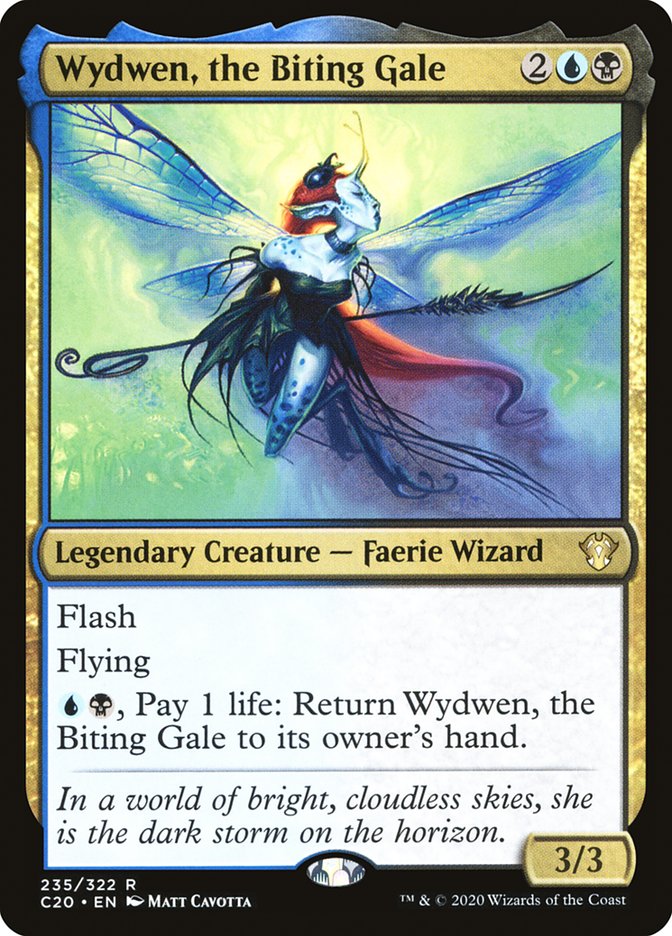 Wydwen, the Biting Gale 2
Legendary Creature — Faerie Wizard
Flash
Flying
, Pay 1 life: Return Wydwen, the
Biting Gale to its owner's hand.
In a world of bright, cloudless skies, she
is the dark storm on the horizon.
3/3
235/322 R
C20 • EN Matt Cavotta
™ & © 2020 Wizards of the Coast